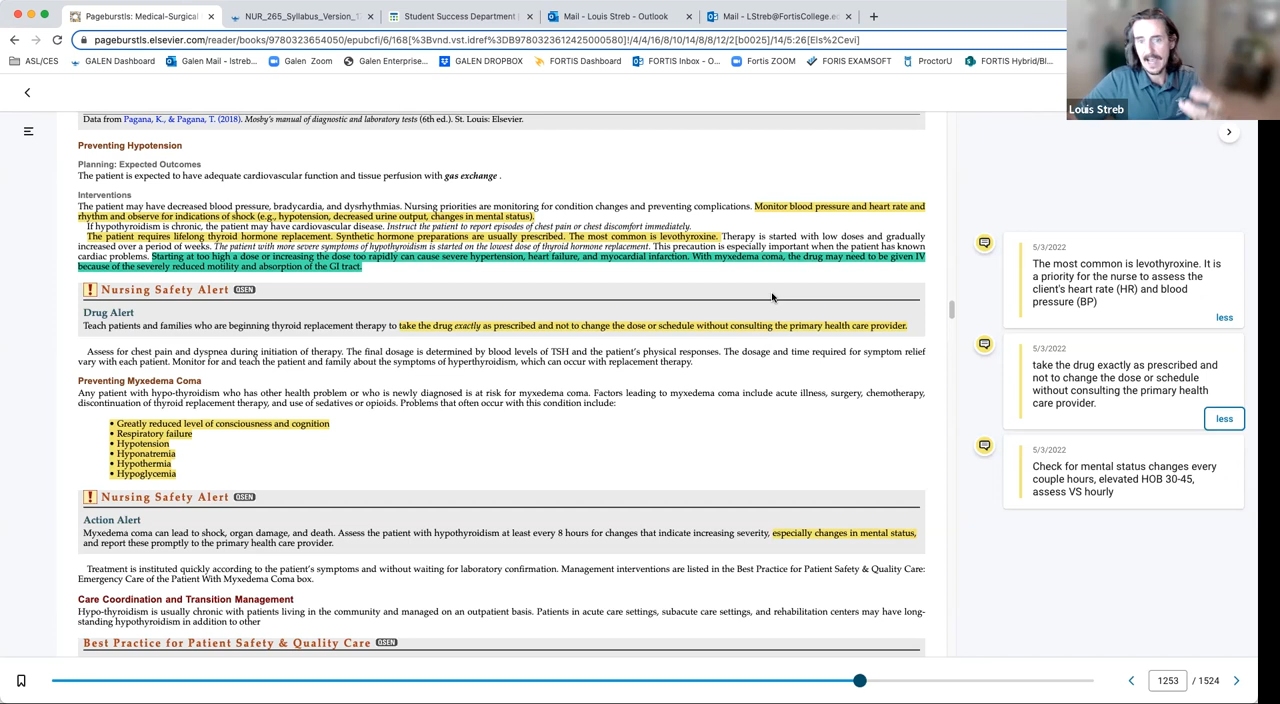 Pageburstls: Medical-Surgical
NUR_265_Syllabus_Version_1
Student Success Department |
Mail - Louis Streb - Outlook
Mail - LStreb@FortisCollege.ed
pageburstls.elsevier.com/reader/books/9780323654050/epubcfi/6/168[%3Bvnd.vst.idref%3DB9780323612425000580]!/4/4/16/8/10/14/8/8/12/2[b0025]/14/5:26[Els%2Cevi]
ASL/CES
GALEN Dashboard
Galen Mail - lstreb...
Galen Zoom
Galen Enterprise...
GALEN DROPBOX
FORTIS Dashboard
FORTIS Inbox - O...
Fortis ZOOM
FORIS EXAMSOFT
ProctorU
FORTIS Hybrid/Bl...
Louis Streb
Data from Pagana, K., & Pagana, T. (2018). Mosby's manual of diagnostic and laboratory tests (6th ed.). St. Louis: Elsevier.
Preventing Hypotension
Planning: Expected Outcomes
The patient is expected to have adequate cardiovascular function and tissue perfusion with gas exchange .
Interventions
The patient may have decreased blood pressure, bradycardia, and dysrhythmias. Nursing priorities are monitoring for condition changes and preventing complications. Monitor blood pressure and heart rate and
rhythm and observe for indications of shock (e.g., hypotension, decreased urine output, changes in mental status).
If hypothyroidism is chronic, the patient may have cardiovascular disease. Instruct the patient to report episodes of chest pain or chest discomfort immediately.
The patient requires lifelong thyroid hormone replacement. Synthetic hormone preparations are usually prescribed. The most common is levothyroxine. Therapy is started with low doses and gradually
increased over a period of weeks. The patient with more severe symptoms of hypothyroidism is started on the lowest dose of thyroid hormone replacement. This precaution is especially important when the patient has known
cardiac problems. Starting at too high a dose or increasing the dose too rapidly can cause severe hypertension, heart failure, and myocardial infarction. With myxedema coma, the drug may need to be given IV
because of the severely reduced motility and absorption of the GI tract.
! Nursing Safety Alert QSEN
Drug Alert
Teach patients and families who are beginning thyroid replacement therapy to take the drug exactly as prescribed and not to change the dose or schedule without consulting the primary health care provider.
Assess for chest pain and dyspnea during initiation of therapy. The final dosage is determined by blood levels of TSH and the patient's physical responses. The dosage and time required for symptom relief
vary with each patient. Monitor for and teach the patient and family about the symptoms of hyperthyroidism, which can occur with replacement therapy.
Preventing Myxedema Coma
Any patient with hypo-thyroidism who has other health problem or who is newly diagnosed is at risk for myxedema coma. Factors leading to myxedema coma include acute illness, surgery, chemotherapy,
discontinuation of thyroid replacement therapy, and use of sedatives or opioids. Problems that often occur with this condition include:
• Greatly reduced level of consciousness and cognition
• Respiratory failure
• Hypotension
• Hyponatremia
• Hypothermia
• Hypoglycemia
! Nursing Safety Alert QSEN
Action Alert
Myxedema coma can lead to shock, organ damage, and death. Assess the patient with hypothyroidism at least every 8 hours for changes that indicate increasing severity, especially changes in mental status,
and report these promptly to the primary health care provider.
Treatment is instituted quickly according to the patient's symptoms and without waiting for laboratory confirmation. Management interventions are listed in the Best Practice for Patient Safety & Quality Care:
Emergency Care of the Patient With Myxedema Coma box.
Care Coordination and Transition Management
Hypo-thyroidism is usually chronic with patients living in the community and managed on an outpatient basis. Patients in acute care settings, subacute care settings, and rehabilitation centers may have long-
standing hypothyroidism in addition to other
Best Practice for Patient Safety & Quality Care QSEN
5/3/2022
The most common is levothyroxine. It is
a priority for the nurse to assess the
client's heart rate (HR) and blood
pressure (BP)
less
5/3/2022
take the drug exactly as prescribed and
not to change the dose or schedule
without consulting the primary health
care provider.
less
5/3/2022
Check for mental status changes every
couple hours, elevated HOB 30-45,
assess VS hourly
1253 / 1524